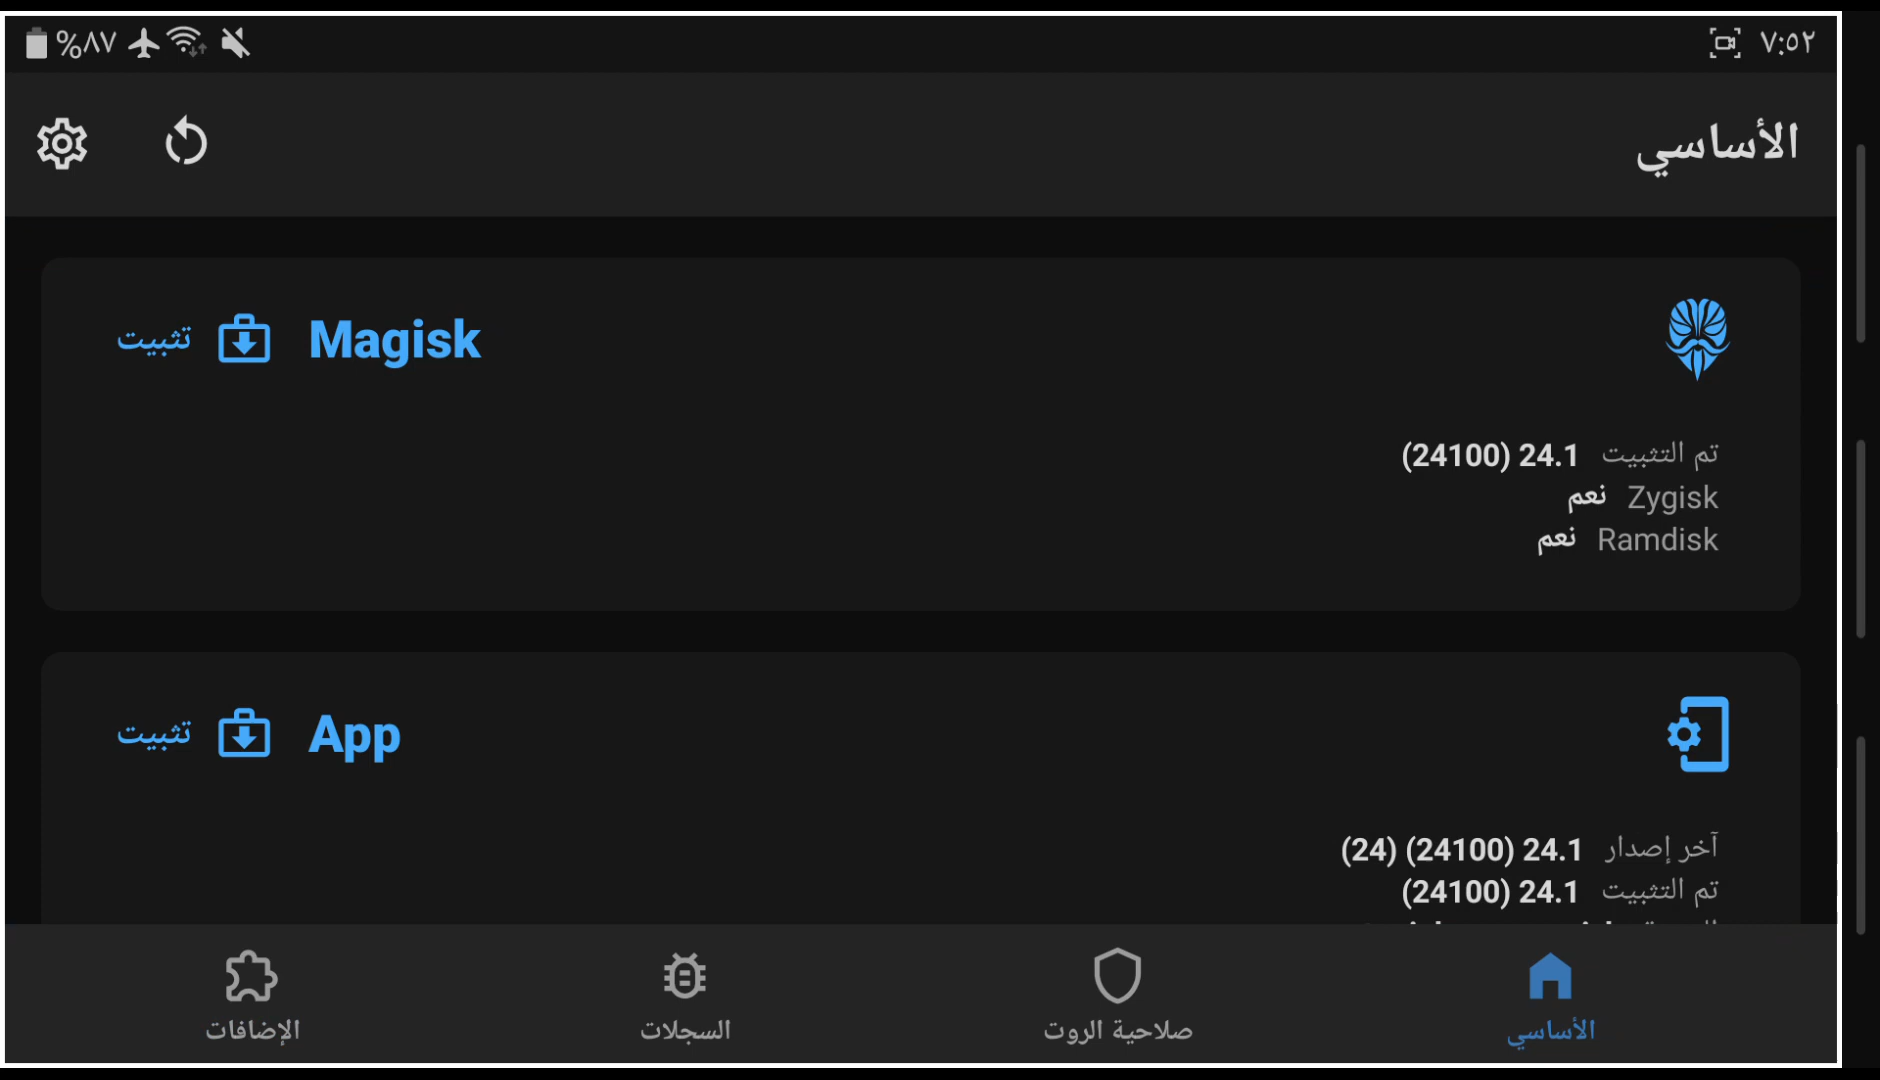 %٨٧ ٧:٥٢
الأساسي
Magisk تثبيت
تم التثبيت 24.1 (24100)
Zygisk نعم
Ramdisk نعم
App تثبيت
آخر إصدار 24.1 (24100) (24)
تم التثبيت 24.1 (24100)
الأساسي صلاحية الروت السجلات الإضافات